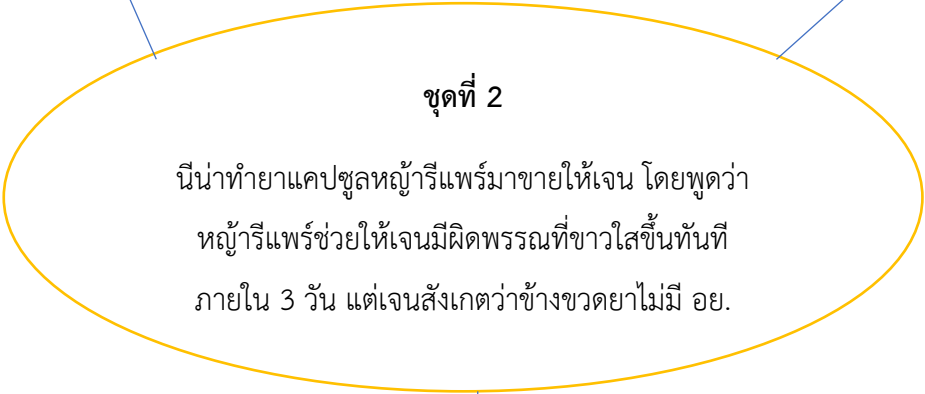 ชุดที่ 2
นีน่าทำยาแคปซูลหญ้ารีแพร์มาขายให้เจน โดยพูดว่า
หญ้ารีแพร์ช่วยให้เจนมีผิดพรรณที่ขาวใสขึ้นทันที
ภายใน 3 วัน แต่เจนสังเกตว่าข้างขวดยาไม่มี อย.